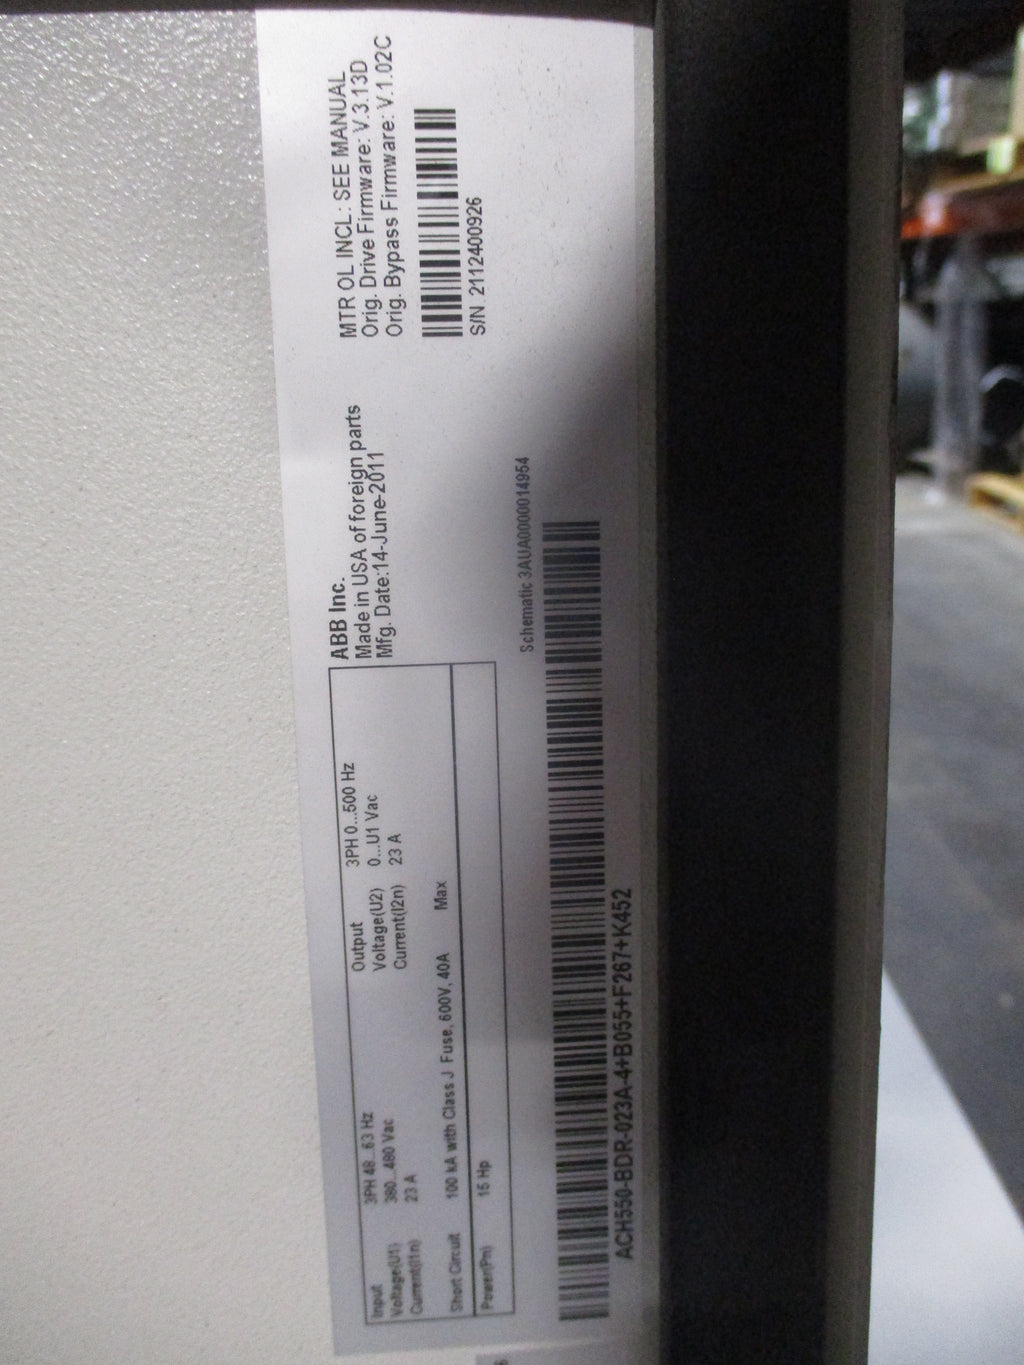 Input 3PH 48...63 Hz Output 3PH 0...500 Hz
Voltage(U1) 380...480 Vac Voltage(U2) 0...U1 Vac
Current(I1n) 23 A Current(I2n) 23 A
Short Circuit 100 kA with Class J Fuse, 600V, 40A Max
Power(Pn) 15 Hp
ABB Inc.
Made in USA of foreign parts
Mfg. Date:14-June-2011
MTR OL INCL: SEE MANUAL
Orig. Drive Firmware: V.3.13D
Orig. Bypass Firmware: V.1.02C
S/N 2112400926
Schematic 3AUA0000014954
ACH550-BDR-023A-4+B055+F267+K452